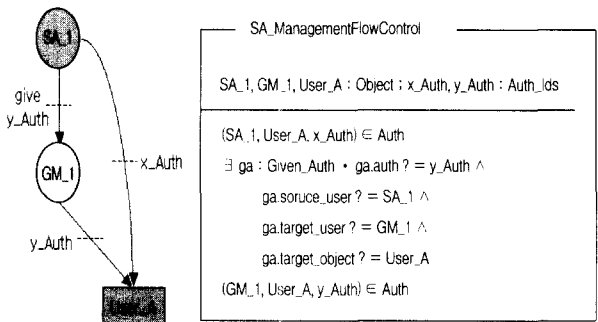 SA_1
give
y_Auth
GM_1
x_Auth
y_Auth
User_A
SA_ManagementFlowControl
SA_1, GM_1, User_A : Object ; x_Auth, y_Auth : Auth_Ids
(SA_1, User_A, x_Auth) ∈ Auth
∃ ga : Given_Auth • ga.auth ? = y_Auth ∧
ga.soruce_user ? = SA_1 ∧
ga.target_user ? = GM_1 ∧
ga.target_object ? = User_A
(GM_1, User_A, y_Auth) ∈ Auth